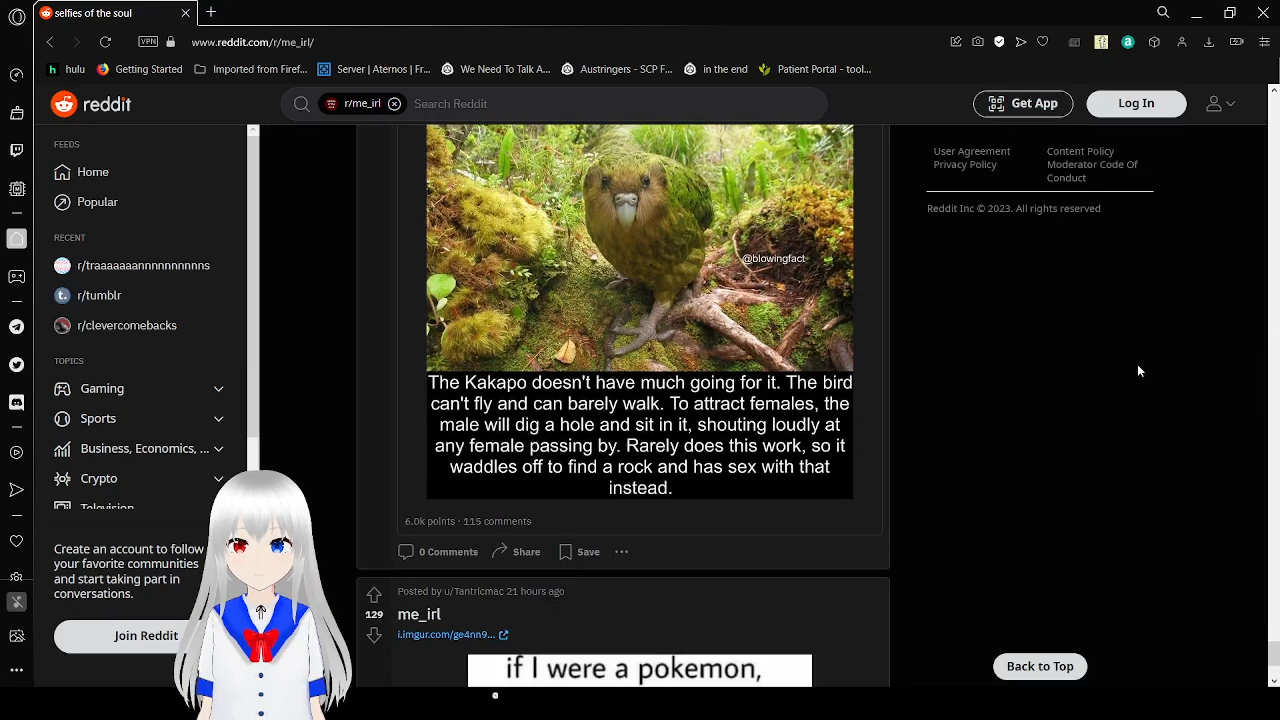 selfies of the soul
VPN
www.reddit.com/r/me_irl/
hulu
Getting Started
Imported from Firef...
Server | Aternos | Fr...
We Need To Talk A...
Austringers - SCP F...
in the end
Patient Portal - tool...
reddit
r/me_irl
Search Reddit
Get App
Log In
FEEDS
Home
Popular
RECENT
r/traaaaaaannnnnnnnnns
r/tumblr
r/clevercomebacks
TOPICS
Gaming
Sports
Business, Economics, ...
Crypto
Television
Create an account to follow
your favorite communities
and start taking part in
conversations.
Join Reddit
@blowingfact
The Kakapo doesn't have much going for it. The bird
can't fly and can barely walk. To attract females, the
male will dig a hole and sit in it, shouting loudly at
any female passing by. Rarely does this work, so it
waddles off to find a rock and has sex with that
instead.
6.0k points · 115 comments
0 Comments
Share
Save
Posted by u/Tantrlcmac 21 hours ago
129
me_irl
i.imgur.com/ge4nn9...
if I were a pokemon,
User Agreement
Privacy Policy
Content Policy
Moderator Code Of
Conduct
Reddit Inc © 2023. All rights reserved
Back to Top